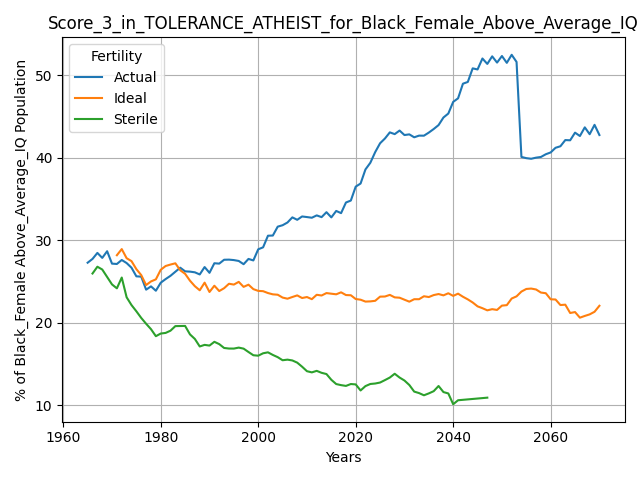 Score_3_in_TOLERANCE_ATHEIST_for_Black_Female_Above_Average_IQ
Fertility
Actual
Ideal
Sterile
% of Black_Female Above_Average_IQ Population
50
40
30
20
10
1960 1980 2000 2020 2040 2060
Years